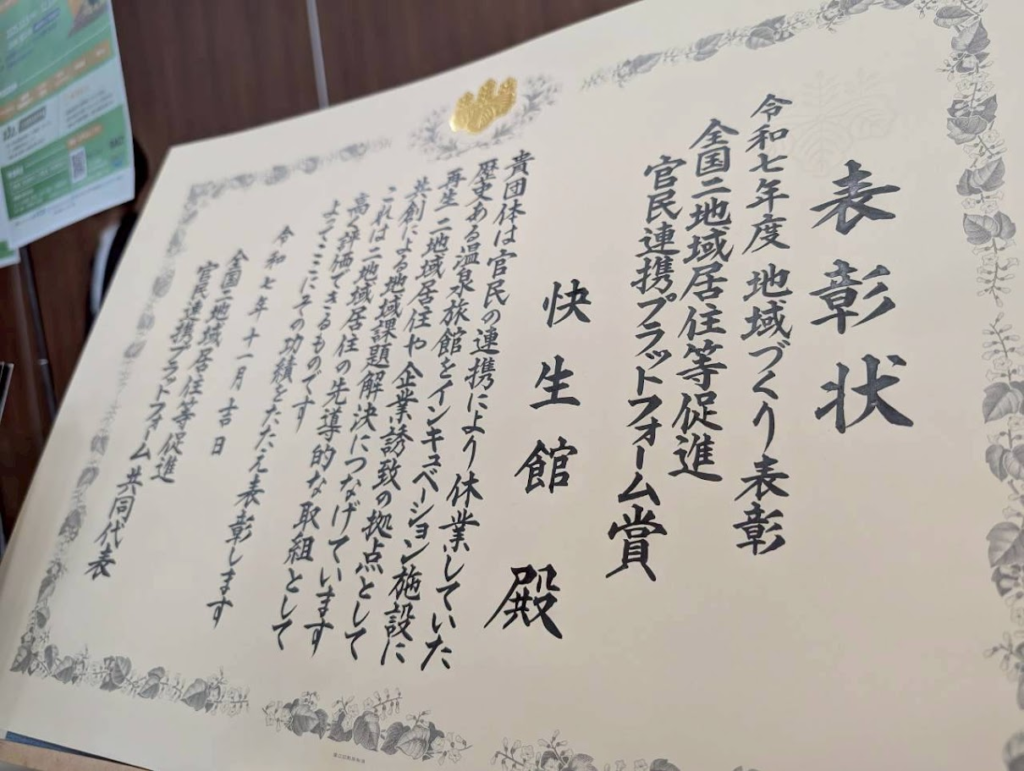 表彰状
令和七年度 地域づくり表彰
全国二地域居住等促進
官民連携プラットフォーム賞
快生館 殿
貴団体は官民の連携により休業していた
歴史ある温泉旅館をインキュベーション施設に
再生 二地域居住や企業誘致の拠点として
共創による地域課題解決につなげています
これは二地域居住の先導的な取組として
高く評価できるものです
よってここにその功績をたたえ表彰します
令和七年十一月吉日
全国二地域居住等促進
官民連携プラットフォーム共同代表